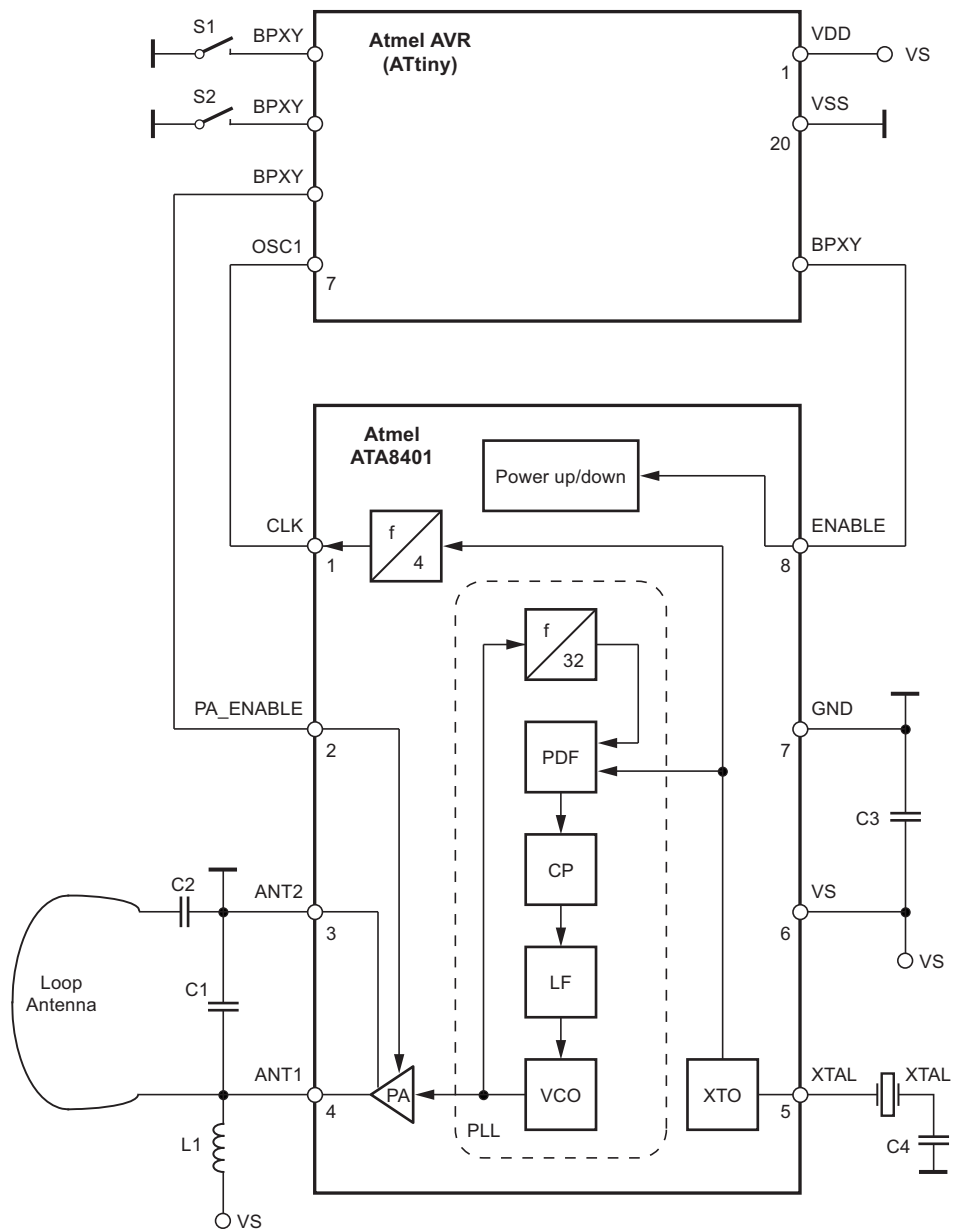 S1
BPXY
Atmel AVR
(ATtiny)
VDD
1
VS
S2
BPXY
VSS
20
BPXY
OSC1
7
BPXY
Atmel
ATA8401
Power up/down
CLK
1
f
4
ENABLE
8
f
32
PA_ENABLE
2
GND
7
PDF
C3
CP
C2
ANT2
3
VS
6
VS
Loop
Antenna
C1
LF
ANT1
4
PA
VCO
XTO
XTAL
5
XTAL
PLL
L1
C4
VS